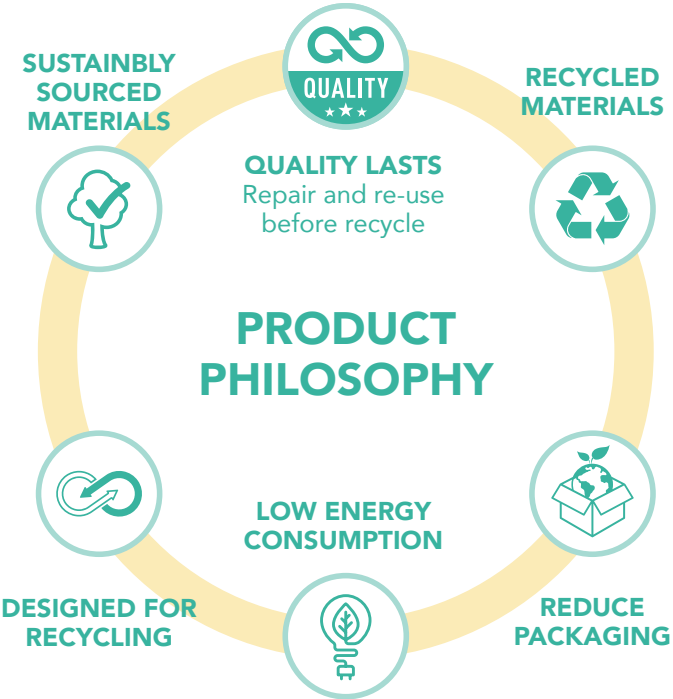 QUALITY
SUSTAINBLY
SOURCED
MATERIALS
RECYCLED
MATERIALS
QUALITY LASTS
Repair and re-use
before recycle
PRODUCT
PHILOSOPHY
LOW ENERGY
CONSUMPTION
DESIGNED FOR
RECYCLING
REDUCE
PACKAGING